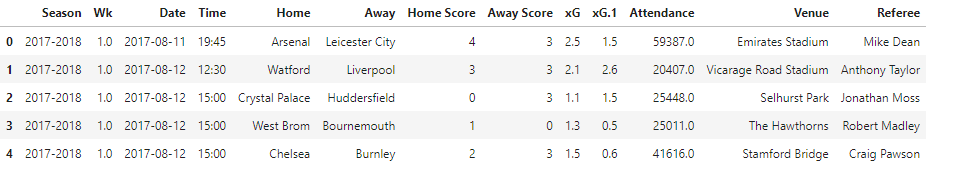 Season Wk Date Time Home Away Home Score Away Score xG xG.1 Attendance Venue Referee
0 2017-2018 1.0 2017-08-11 19:45 Arsenal Leicester City 4 3 2.5 1.5 59387.0 Emirates Stadium Mike Dean
1 2017-2018 1.0 2017-08-12 12:30 Watford Liverpool 3 3 2.1 2.6 20407.0 Vicarage Road Stadium Anthony Taylor
2 2017-2018 1.0 2017-08-12 15:00 Crystal Palace Huddersfield 0 3 1.1 1.5 25448.0 Selhurst Park Jonathan Moss
3 2017-2018 1.0 2017-08-12 15:00 West Brom Bournemouth 1 0 1.3 0.5 25011.0 The Hawthorns Robert Madley
4 2017-2018 1.0 2017-08-12 15:00 Chelsea Burnley 2 3 1.5 0.6 41616.0 Stamford Bridge Craig Pawson